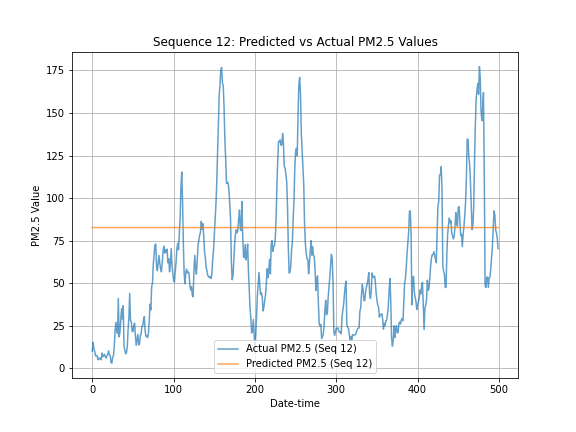 Sequence 12: Predicted vs Actual PM2.5 Values
PM2.5 Value
175
150
125
100
75
50
25
0
Actual PM2.5 (Seq 12)
Predicted PM2.5 (Seq 12)
0 100 200 300 400 500
Date-time